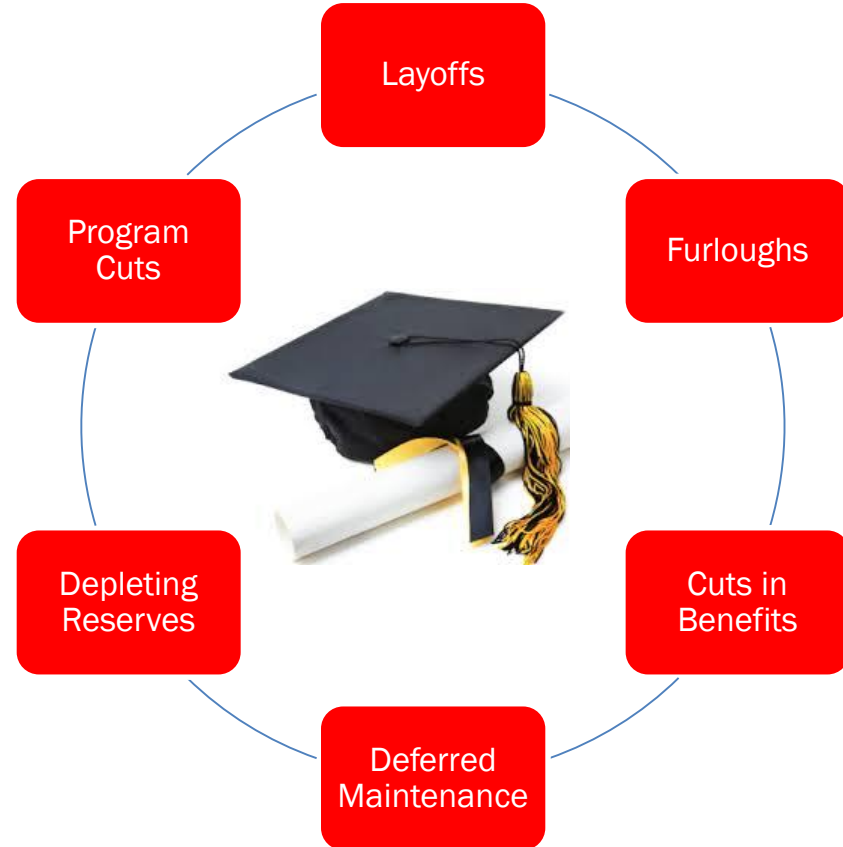 Layoffs
Furloughs
Cuts in
Benefits
Deferred
Maintenance
Depleting
Reserves
Program
Cuts